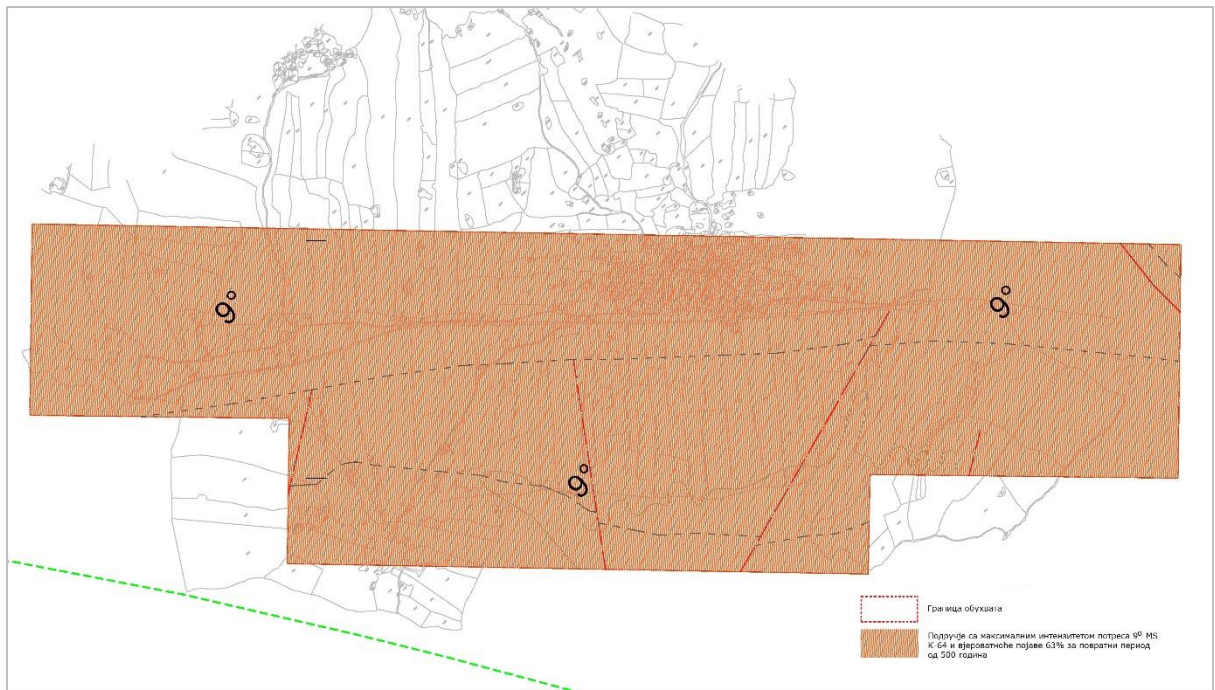 9°
9°
9°
Граница обухвата
Подручје са максималним интензитетом потреса 9⁰ MS
K-64 и вјероватноће појаве 63% за повратни период
од 500 година